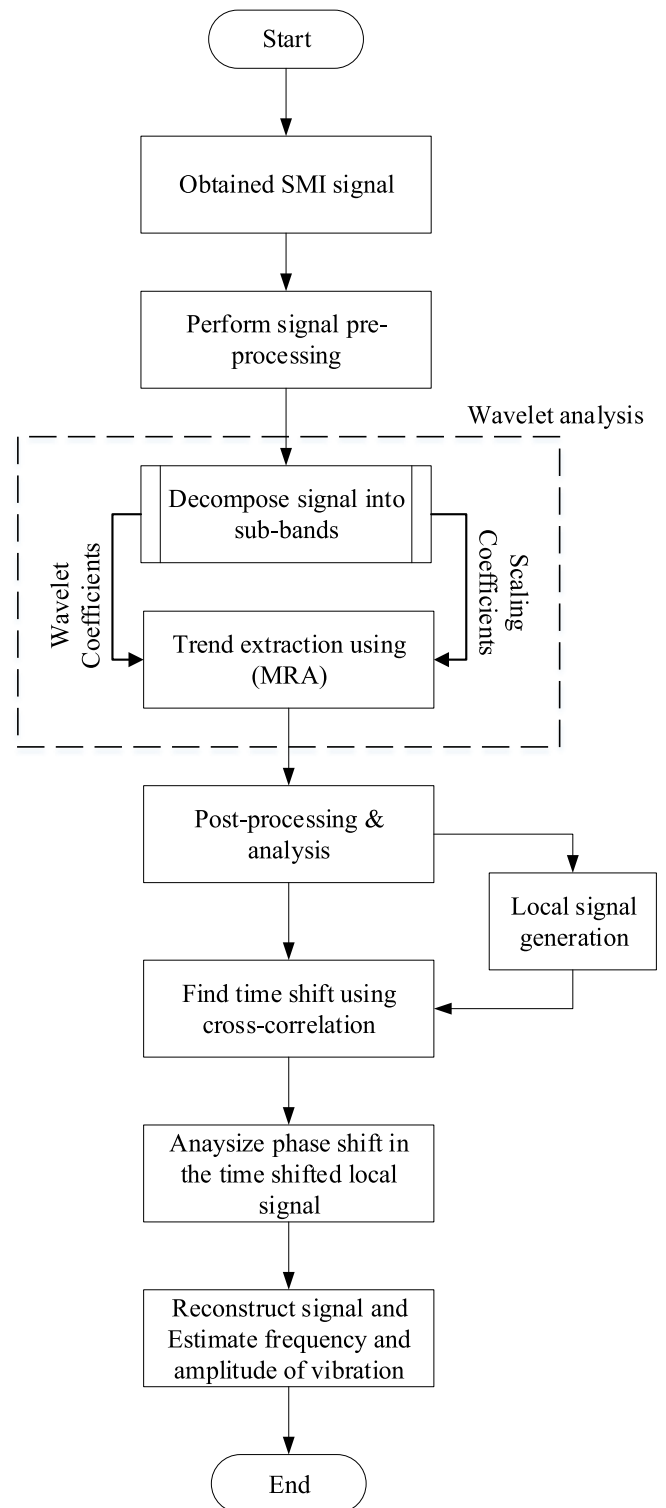 Start
Obtained SMI signal
Perform signal pre-
processing
Wavelet analysis
Decompose signal into
sub-bands
Wavelet
Coefficients
Scaling
Coefficients
Trend extraction using
(MRA)
Post-processing &
analysis
Local signal
generation
Find time shift using
cross-correlation
Anaysize phase shift in
the time shifted local
signal
Reconstruct signal and
Estimate frequency and
amplitude of vibration
End